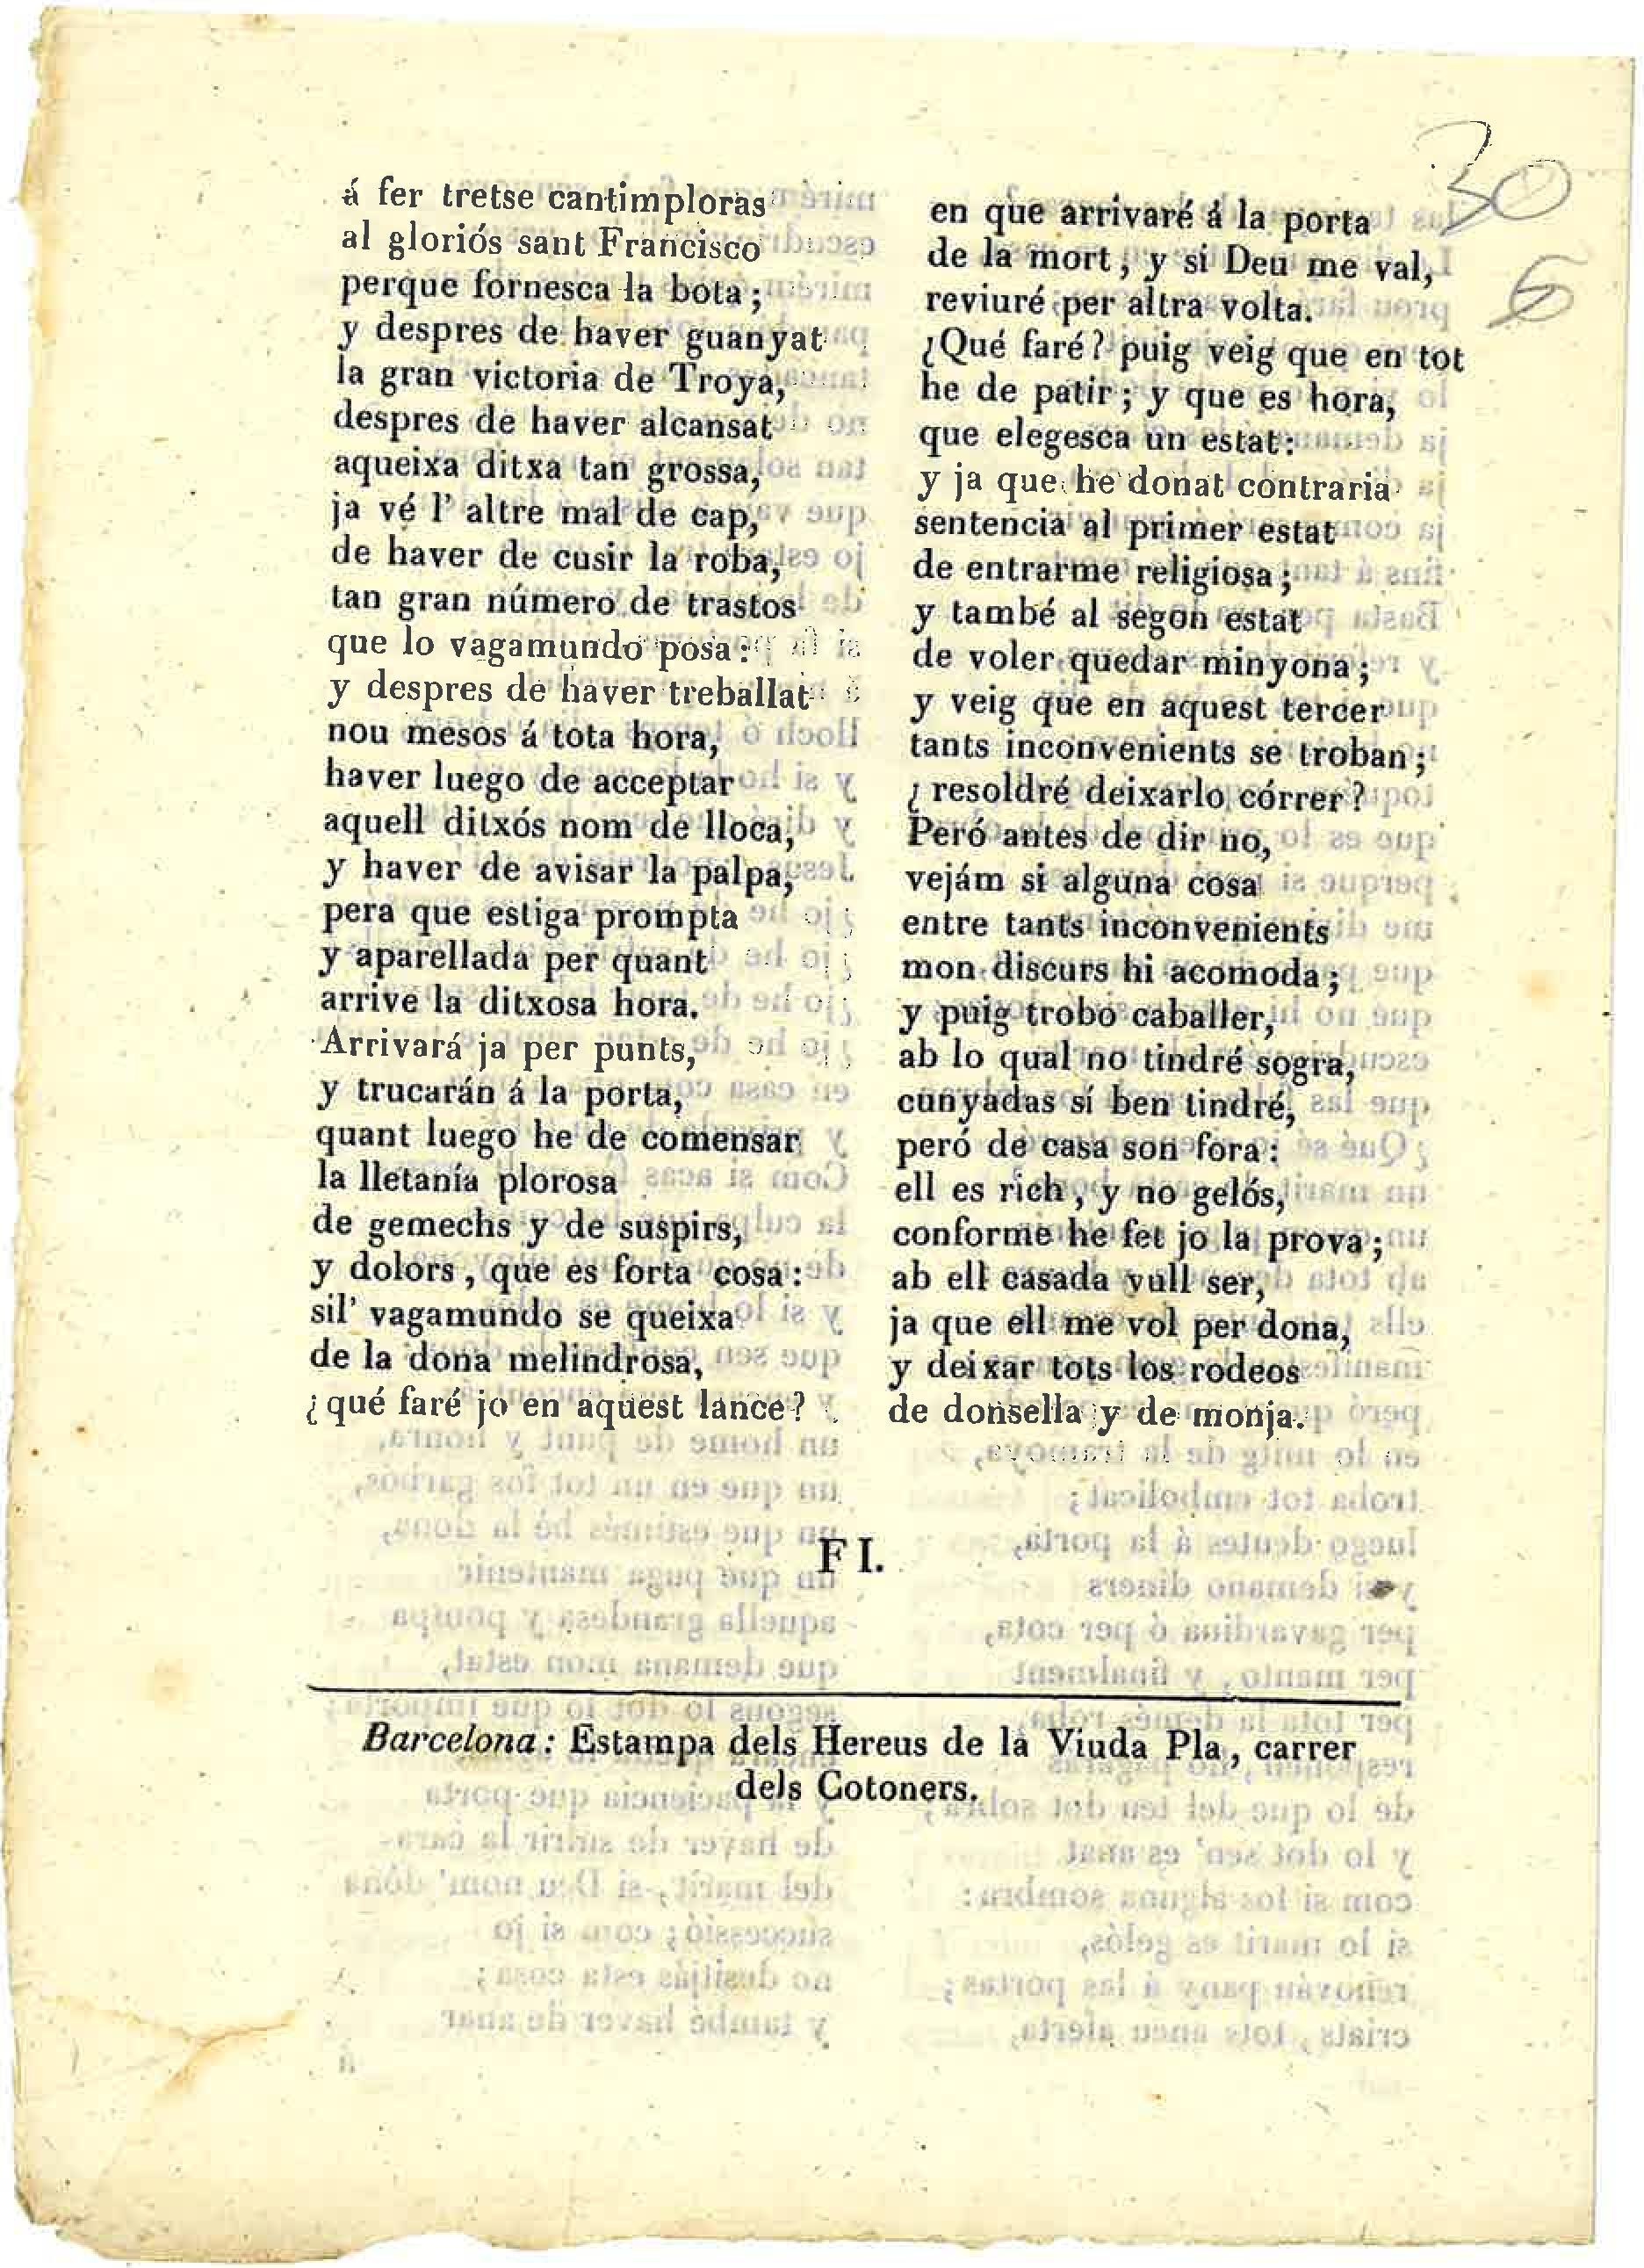 á fer tretse cantimploras
al gloriós sant Francisco
perque fornesca la bota;
y despres de haver guanyat
la gran victoria de Troya,
despres de haver alcansat
aqueixa ditxa tan grossa,
ja vé l' altre mal de cap,
de haver de cusir la roba,
tan gran número de trastos
que lo vagamundo posa:
y despres de haver treballat
nou mesos á tota hora,
haver luego de acceptar
aquell ditxós nom de lloca,
y haver de avisar la palpa,
pera que estiga prompta
y aparellada per quant
arrive la ditxosa hora.
Arrivará ja per punts,
y trucarán á la porta,
quant luego he de comensar
la lletanía plorosa
de gemechs y de suspirs,
y dolors, que es forta cosa:
sil' vagamundo se queixa
de la dona melindrosa,
¿qué faré jo en aquest lance?
en que arrivaré á la porta
de la mort, y si Deu me val,
reviuré per altra volta.
¿Qué faré? puig veig que en tot
he de patir; y que es hora,
que elegesca un estat:
y ja que he donat contraria
sentencia al primer estat
de entrarme religiosa;
y també al segon estat
de voler quedar minyona;
y veig que en aquest tercer
tants inconvenients se troban;
¿resoldré deixarlo córrer?
Peró antes de dir no,
vejám si alguna cosa
entre tants inconvenients
mon discurs hi acomoda;
y puig trobo caballer,
ab lo qual no tindré sogra,
cunyadas sí ben tindré,
peró de casa son fora:
ell es rich, y no gelós,
conforme he fet jo la prova;
ab ell casada vull ser,
ja que ell me vol per dona,
y deixar tots los rodeos
de donsella y de monja.
FI.
Barcelona: Estampa dels Hereus de la Viuda Pla, carrer
dels Cotoners.
30
6